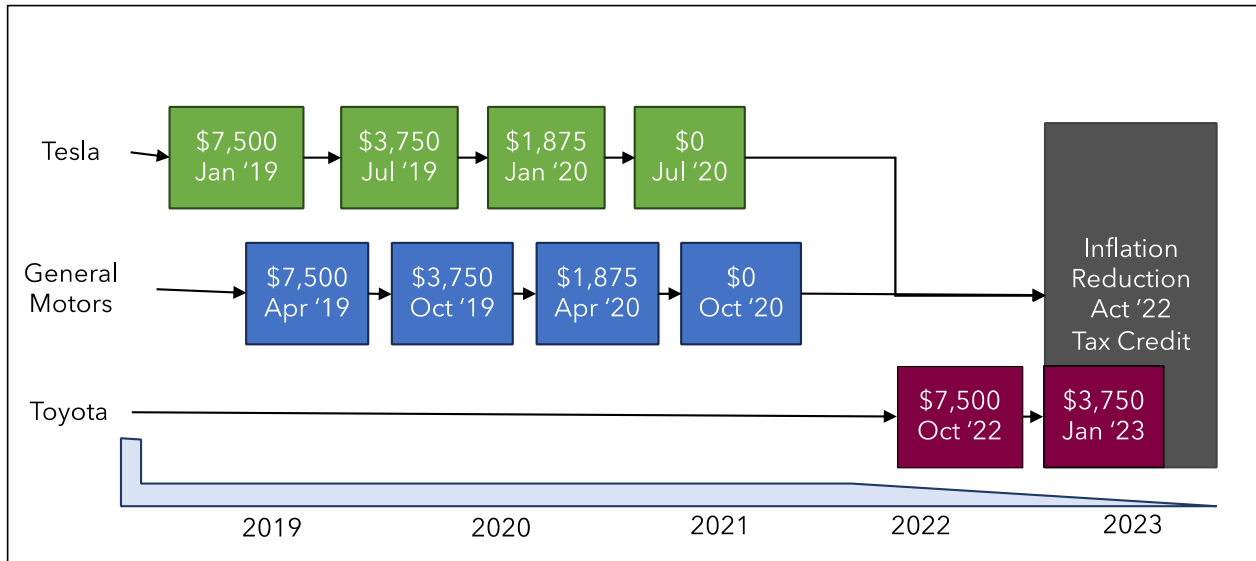 Tesla
$7,500
Jan ‘19
$3,750
Jul ‘19
$1,875
Jan ‘20
$0
Jul ‘20
General
Motors
$7,500
Apr ‘19
$3,750
Oct ‘19
$1,875
Apr ‘20
$0
Oct ‘20
Inflation
Reduction
Act ‘22
Tax Credit
Toyota
$7,500
Oct ‘22
$3,750
Jan ‘23
2019
2020
2021
2022
2023